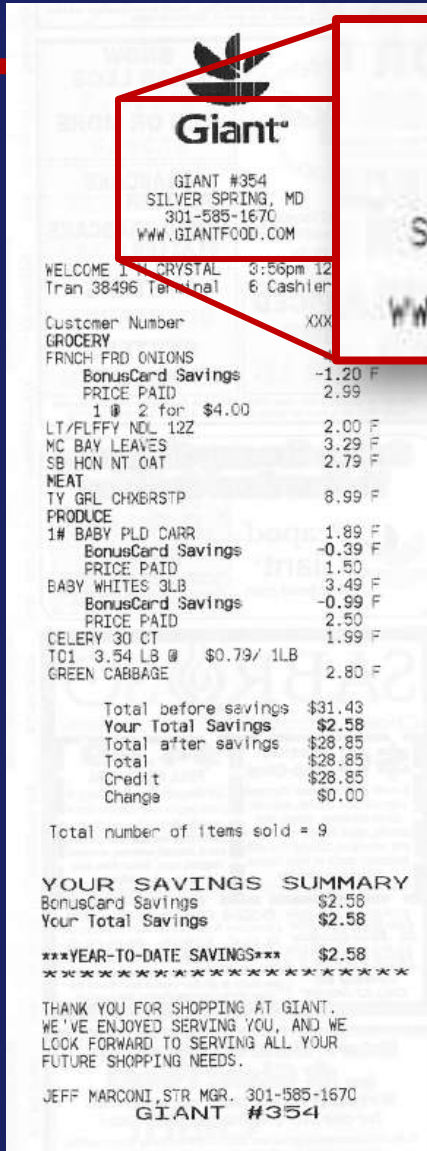 Giant
GIANT #354
SILVER SPRING, MD
301-585-1670
WWW.GIANTFOOD.COM
S
WW
WELCOME I M CRYSTAL 3:56pm 12
Tran 38496 Terminal 6 Cashier
Customer Number XXX
GROCERY
FRNCH FRD ONIONS
BonusCard Savings -1.20 F
PRICE PAID 2.99
1 @ 2 for $4.00
LT/FLFFY NDL 12Z 2.00 F
MC BAY LEAVES 3.29 F
SB HON NT OAT 2.79 F
MEAT
TY GRL CHXBRSTP 8.99 F
PRODUCE
1# BABY PLD CARR 1.89 F
BonusCard Savings -0.39 F
PRICE PAID 1.50
BABY WHITES 3LB 3.49 F
BonusCard Savings -0.99 F
PRICE PAID 2.50
CELERY 30 CT 1.99 F
TC1 3.54 LB @ $0.79/ 1LB
GREEN CABBAGE 2.80 F
Total before savings $31.43
Your Total Savings $2.58
Total after savings $28.85
Total $28.85
Credit $28.85
Change $0.00
Total number of items sold = 9
YOUR SAVINGS SUMMARY
BonusCard Savings $2.58
Your Total Savings $2.58
***YEAR-TO-DATE SAVINGS*** $2.58
*********************
THANK YOU FOR SHOPPING AT GIANT.
WE'VE ENJOYED SERVING YOU, AND WE
LOOK FORWARD TO SERVING ALL YOUR
FUTURE SHOPPING NEEDS.
JEFF MARCONI,STR MGR. 301-585-1670
GIANT #354